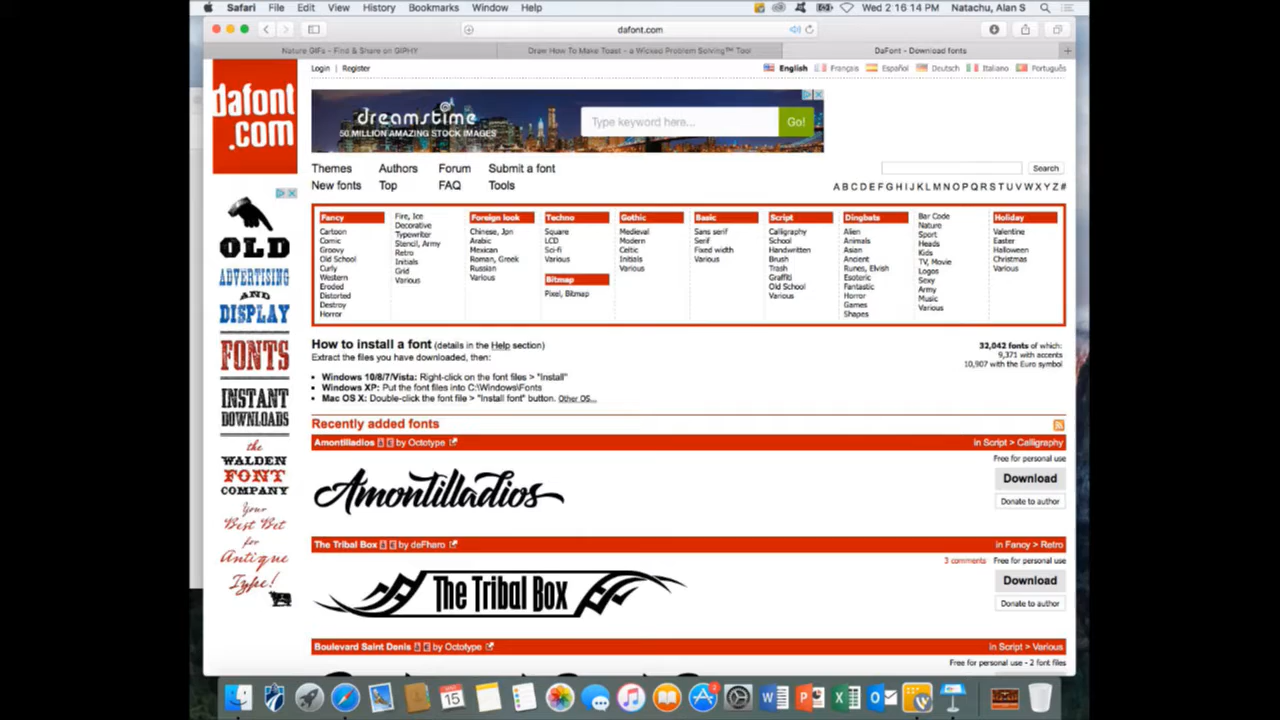 Safari File Edit View History Bookmarks Window Help
Wed 2:16:14 PM Natachu, Alan S
dafont.com
Nature GIFs - Find & Share on GIPHY
Draw How To Make Toast - a Wicked Problem Solving™ Tool
DaFont - Download fonts
dafont
.com
Login | Register
English Français Español Deutsch Italiano Português
dreamstime
50 MILLION AMAZING STOCK IMAGES
Type keyword here...
Go!
Themes Authors Forum Submit a font
New fonts Top FAQ Tools
Search
A B C D E F G H I J K L M N O P Q R S T U V W X Y Z #
Fancy
Cartoon
Comic
Groovy
Old School
Curly
Western
Eroded
Distorted
Destroy
Horror
Fire, Ice
Decorative
Typewriter
Stencil, Army
Retro
Initials
Grid
Various
Foreign look
Chinese, Jpn
Arabic
Mexican
Roman, Greek
Russian
Various
Techno
Square
LCD
Sci-fi
Various
Bitmap
Pixel, Bitmap
Gothic
Medieval
Modern
Celtic
Initials
Various
Basic
Sans serif
Serif
Fixed width
Various
Script
Calligraphy
School
Handwritten
Brush
Trash
Graffiti
Old School
Various
Dingbats
Alien
Animals
Asian
Ancient
Runes, Elvish
Esoteric
Fantastic
Horror
Games
Shapes
Bar Code
Nature
Sport
Heads
Kids
TV, Movie
Logos
Sexy
Army
Music
Various
Holiday
Valentine
Easter
Halloween
Christmas
Various
OLD
ADVERTISING
AND
DISPLAY
FONTS
INSTANT
DOWNLOADS
the
WALDEN
FONT
COMPANY
Your
Best Bet
for
Antique
Type!
How to install a font (details in the Help section)
Extract the files you have downloaded, then:
Windows 10/8/7/Vista: Right-click on the font files > "Install"
Windows XP: Put the font files into C:\Windows\Fonts
Mac OS X: Double-click the font file > "Install font" button. Other OS...
32,042 fonts of which:
9,371 with accents
10,907 with the Euro symbol
Recently added fonts
Amontilladios by Octotype
in Script > Calligraphy
Free for personal use
Amontilladios
Download
Donate to author
The Tribal Box by deFharo
in Fancy > Retro
3 comments Free for personal use
The Tribal Box
Download
Donate to author
Boulevard Saint Denis by Octotype
in Script > Various
Free for personal use - 2 font files
15